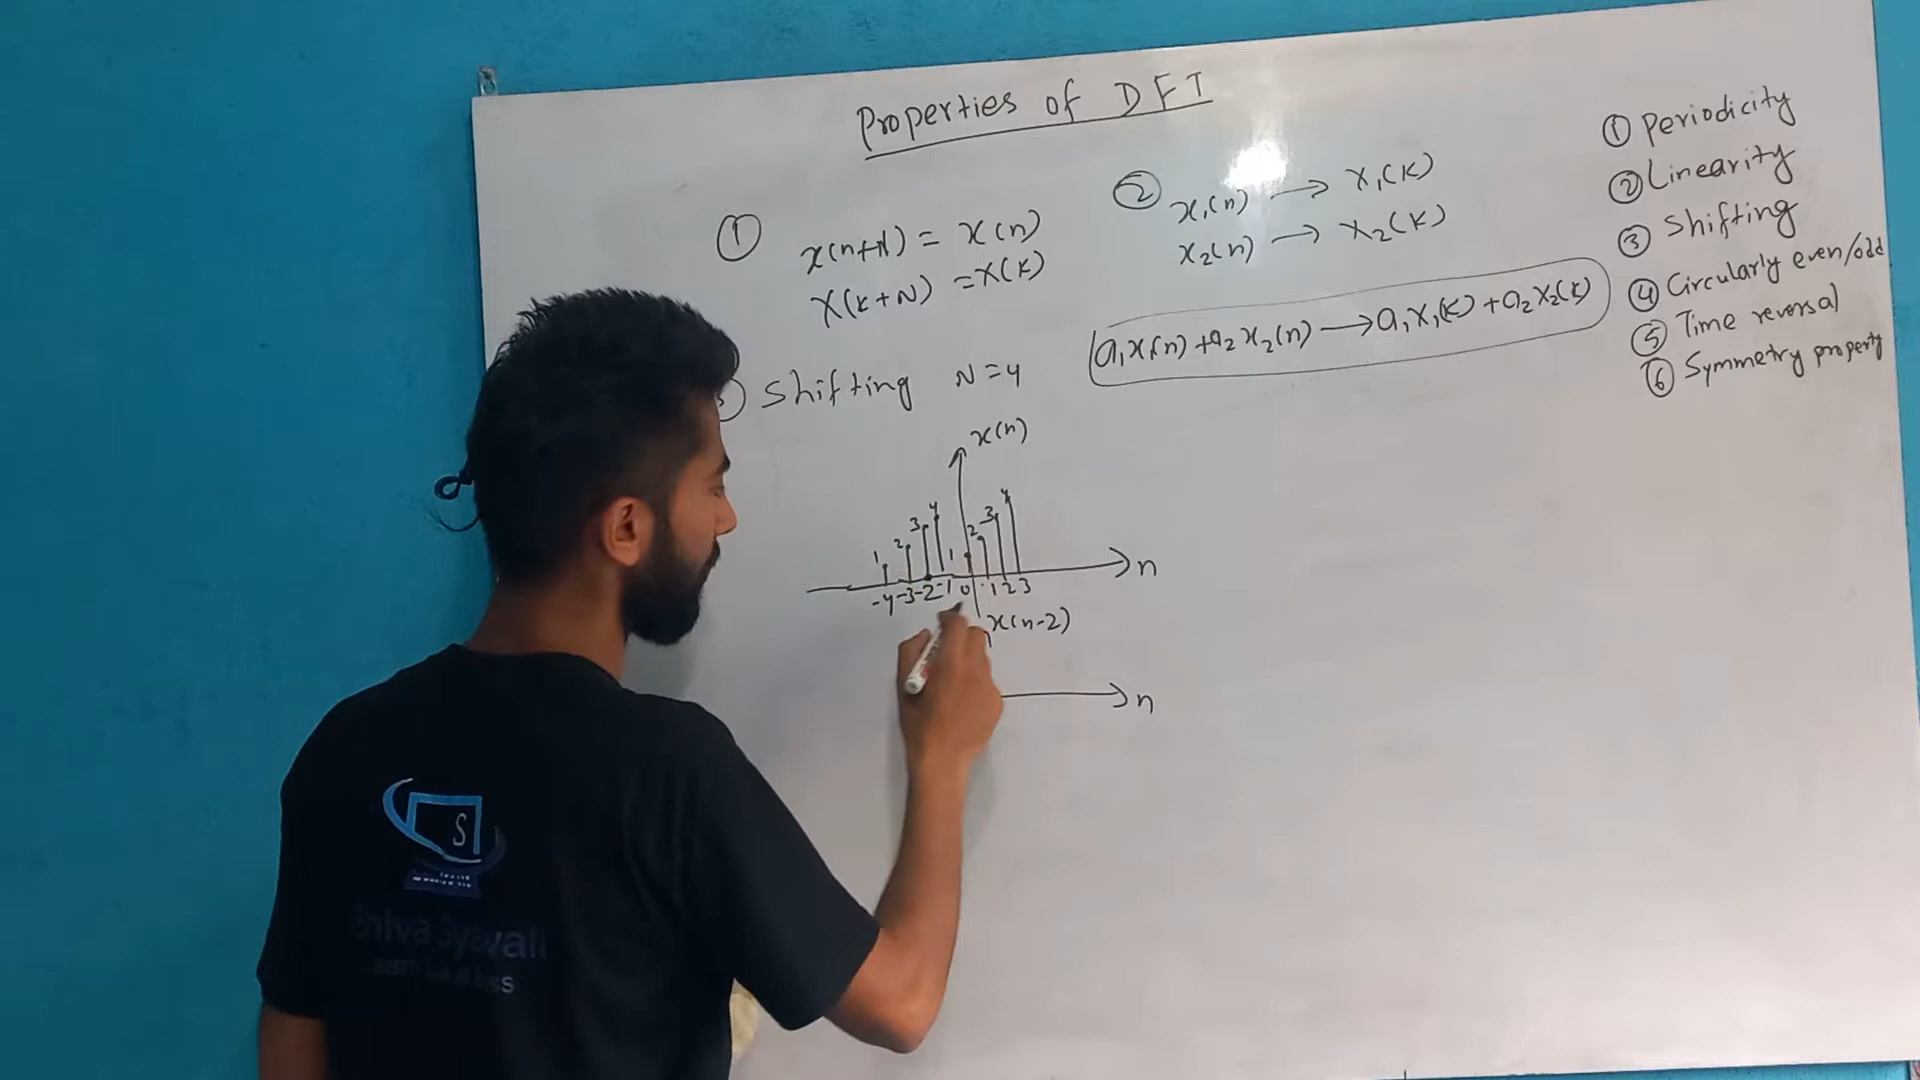 Properties of DFT
① x(n+N) = x(n)
X(K+N) = X(K)
② x₁(n) → X₁(K)
x₂(n) → X₂(K)
a₁x₁(n) + a₂x₂(n) → a₁X₁(K) + a₂X₂(K)
① Periodicity
② Linearity
③ Shifting
④ Circularly even/odd
⑤ Time reversal
⑥ Symmetry property
Shifting N=4
x(n)
1 2 3 4 1 2 3 4
n
-4 -3 -2 -1 0 1 2 3
x(n-2)
n
S